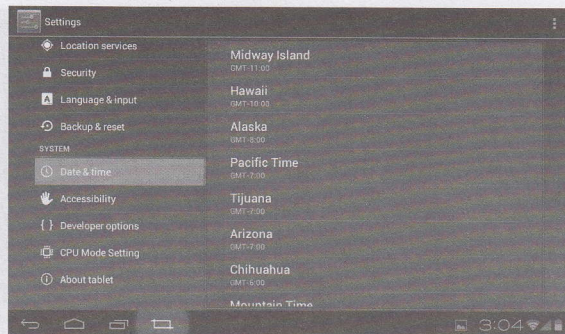 Settings
Location services
Security
Language & input
Backup & reset
SYSTEM
Date & time
Accessibility
{ } Developer options
CPU Mode Setting
About tablet
Midway Island
GMT-11:00
Hawaii
GMT-10:00
Alaska
GMT-8:00
Pacific Time
GMT-7:00
Tijuana
GMT-7:00
Arizona
GMT-7:00
Chihuahua
GMT-6:00
Mountain Time
3:04